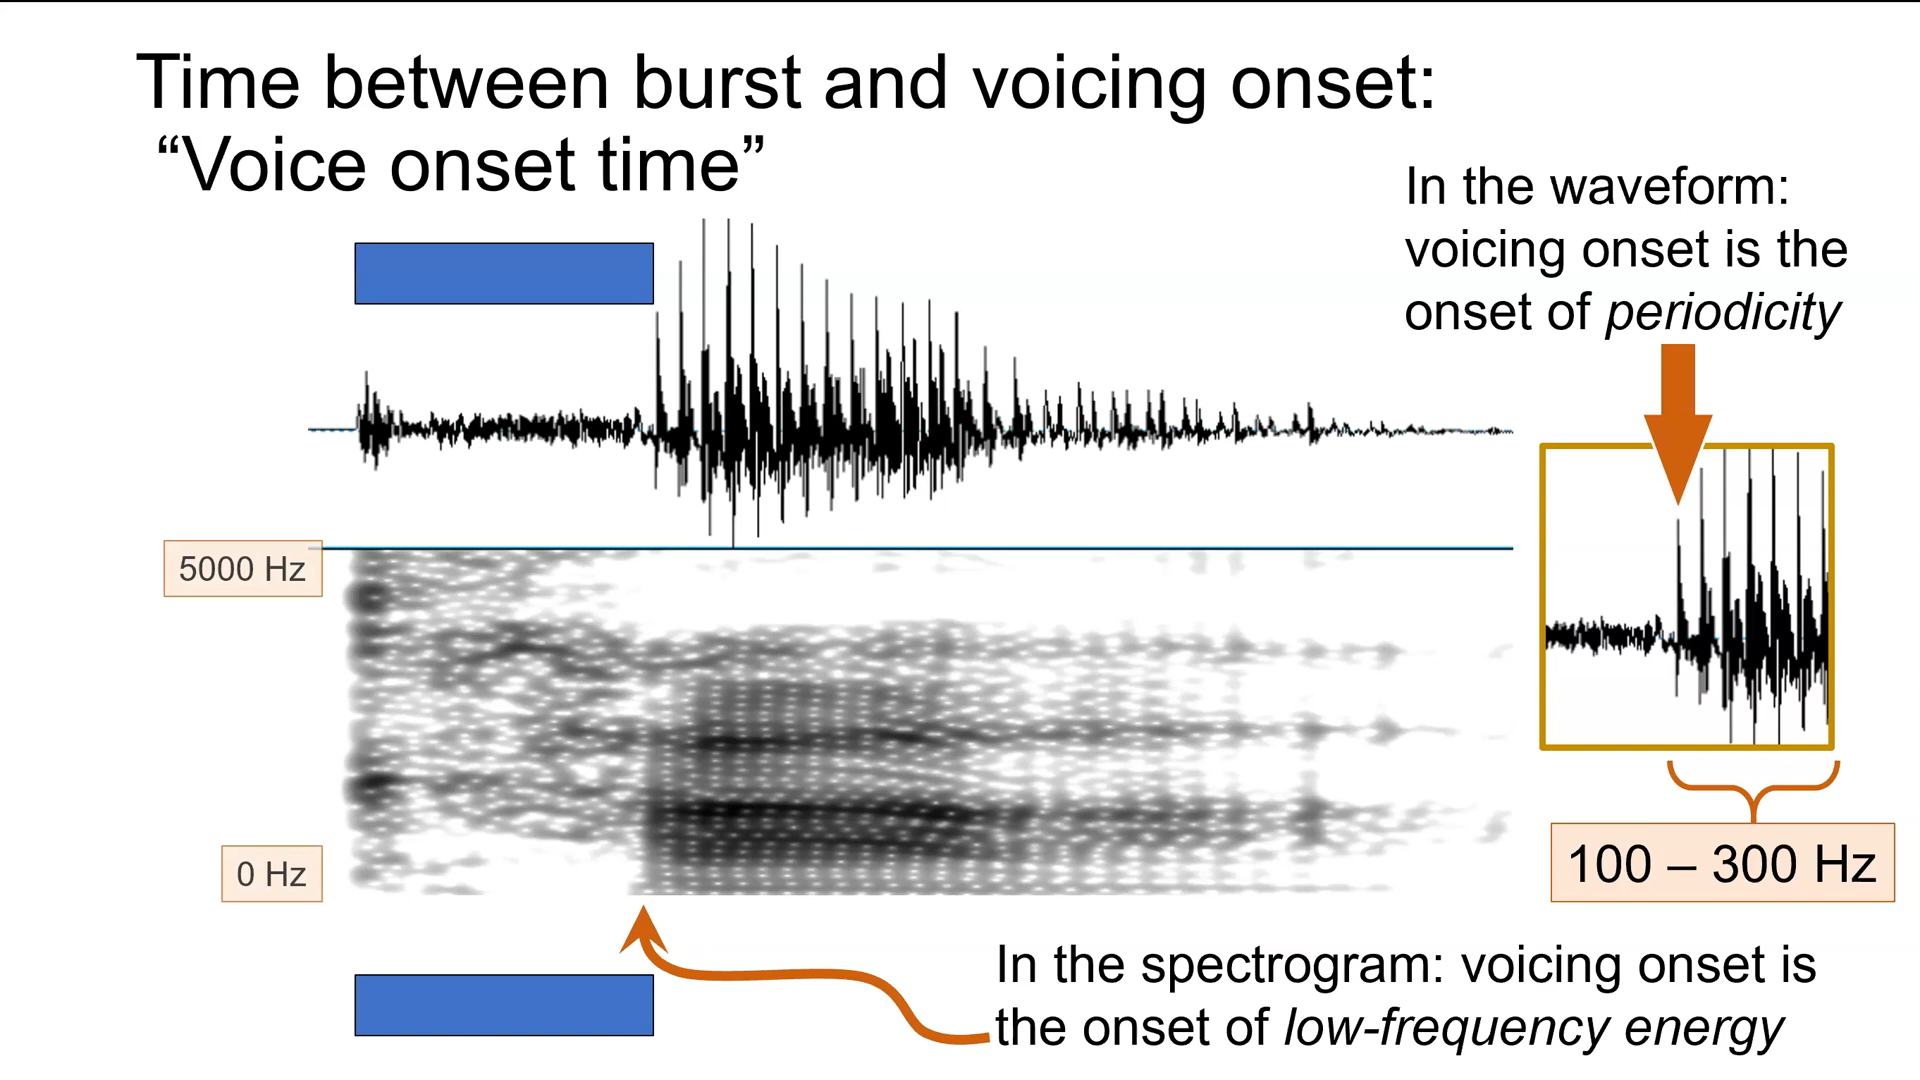 Time between burst and voicing onset:
“Voice onset time”
In the waveform:
voicing onset is the
onset of periodicity
5000 Hz
0 Hz
100 – 300 Hz
In the spectrogram: voicing onset is
the onset of low-frequency energy